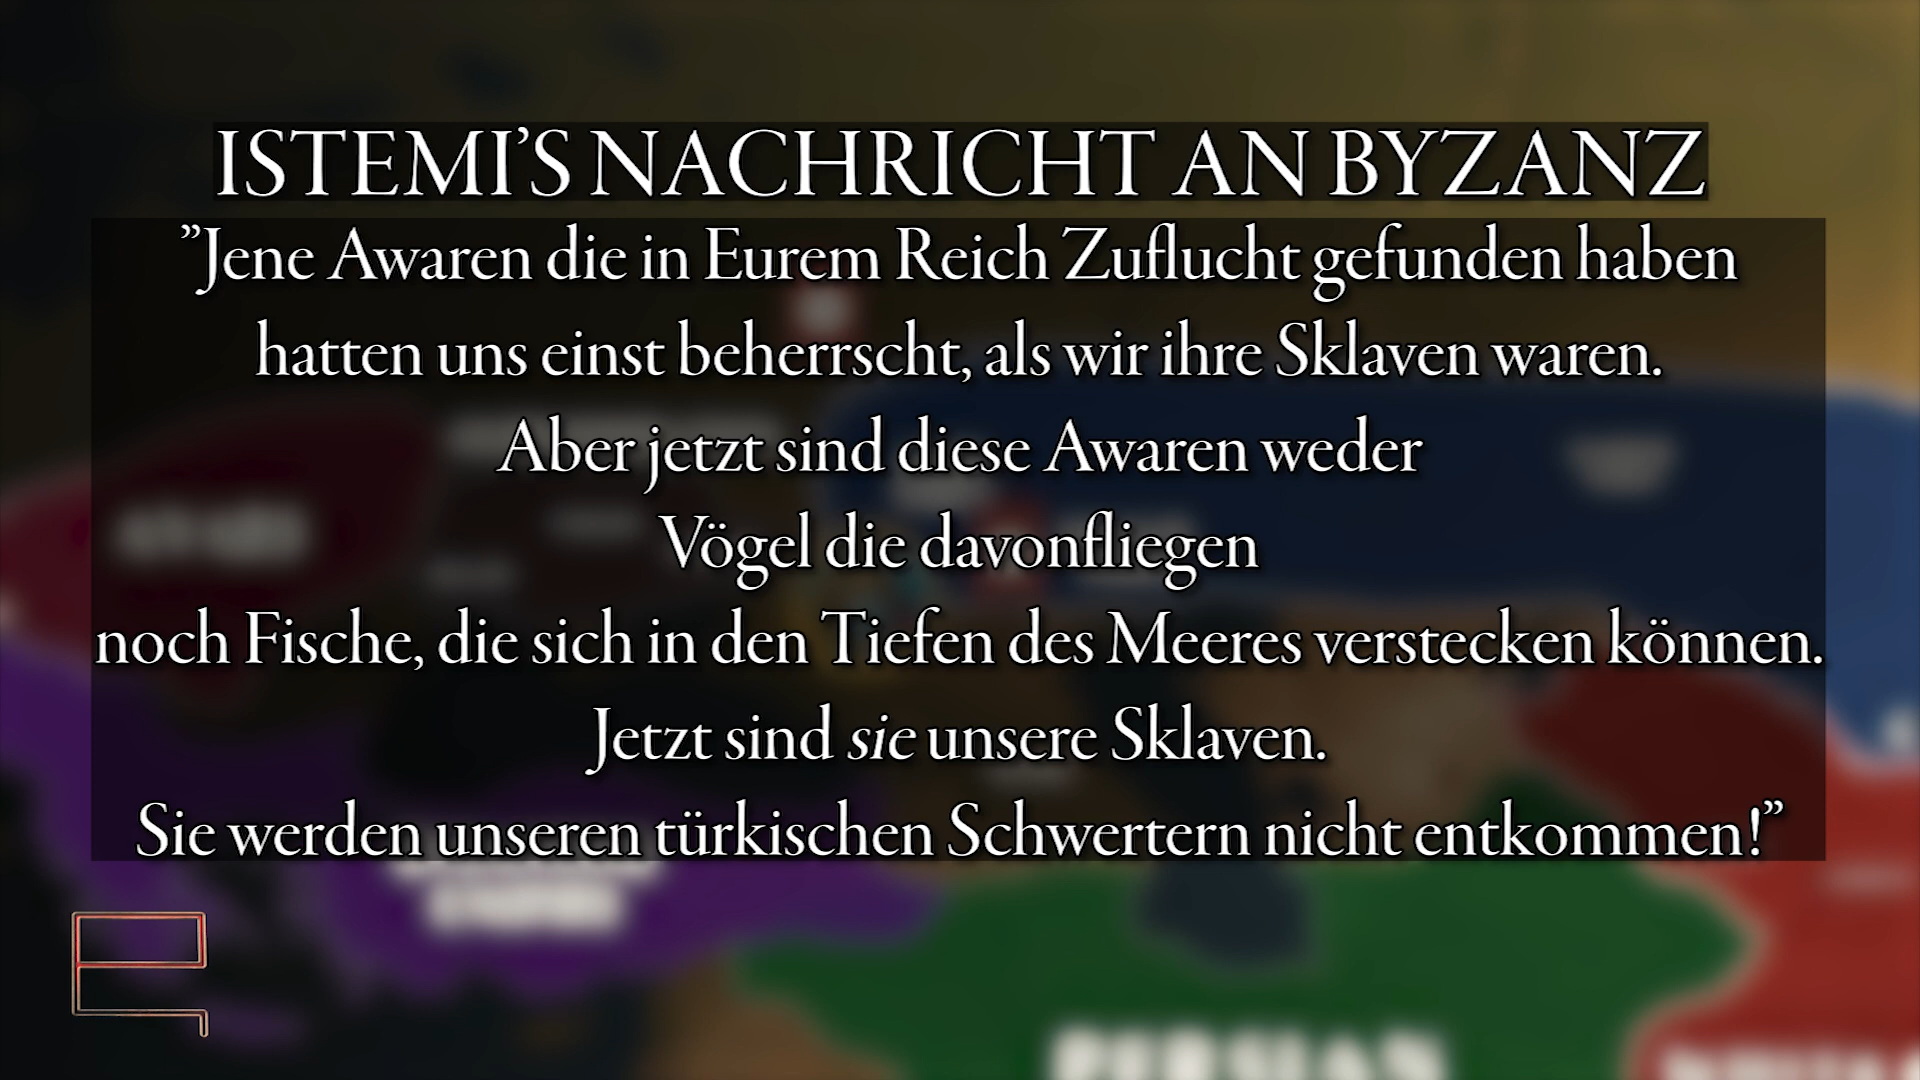 ISTEMI’S NACHRICHT AN BYZANZ
”Jene Awaren die in Eurem Reich Zuflucht gefunden haben
hatten uns einst beherrscht, als wir ihre Sklaven waren.
Aber jetzt sind diese Awaren weder
Vögel die davonfliegen
noch Fische, die sich in den Tiefen des Meeres verstecken können.
Jetzt sind sie unsere Sklaven.
Sie werden unseren türkischen Schwertern nicht entkommen!”
PERSIAN